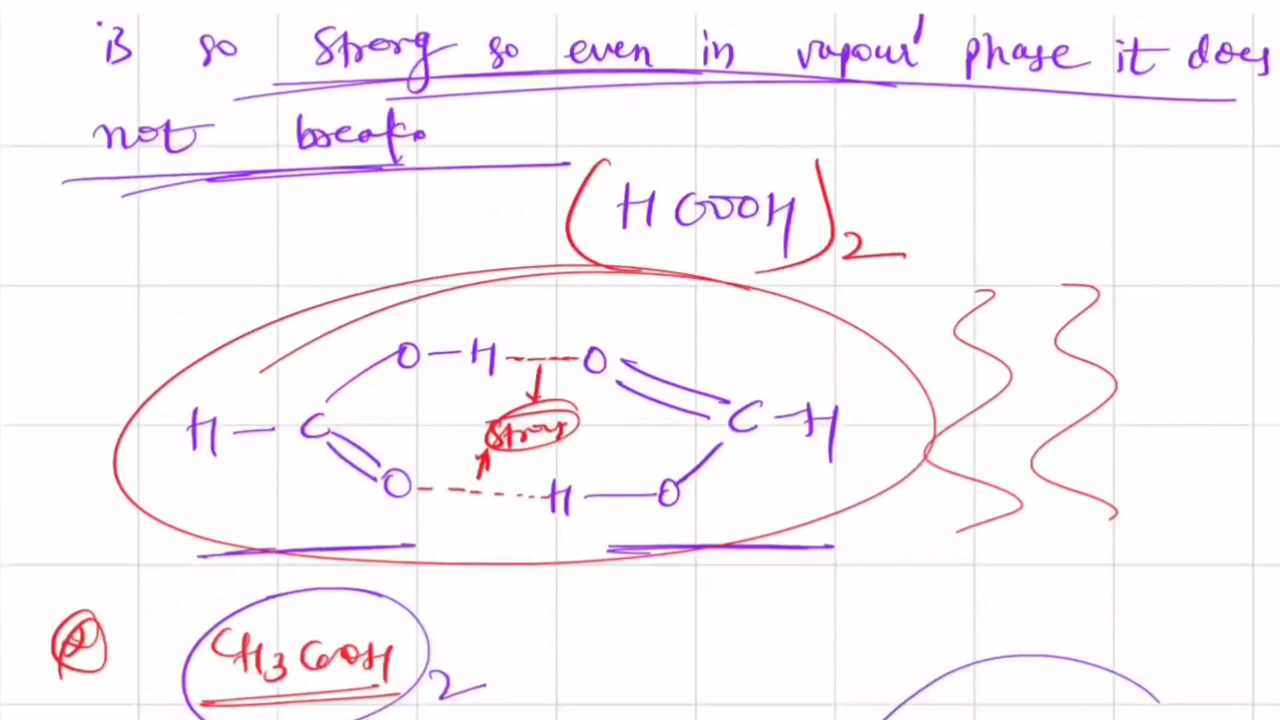 is so strong so even in vapour phase it does
not break
(HCOOH)2
O-H---O
H-C C-H
Strong
O---H-O
(CH3COOH)2